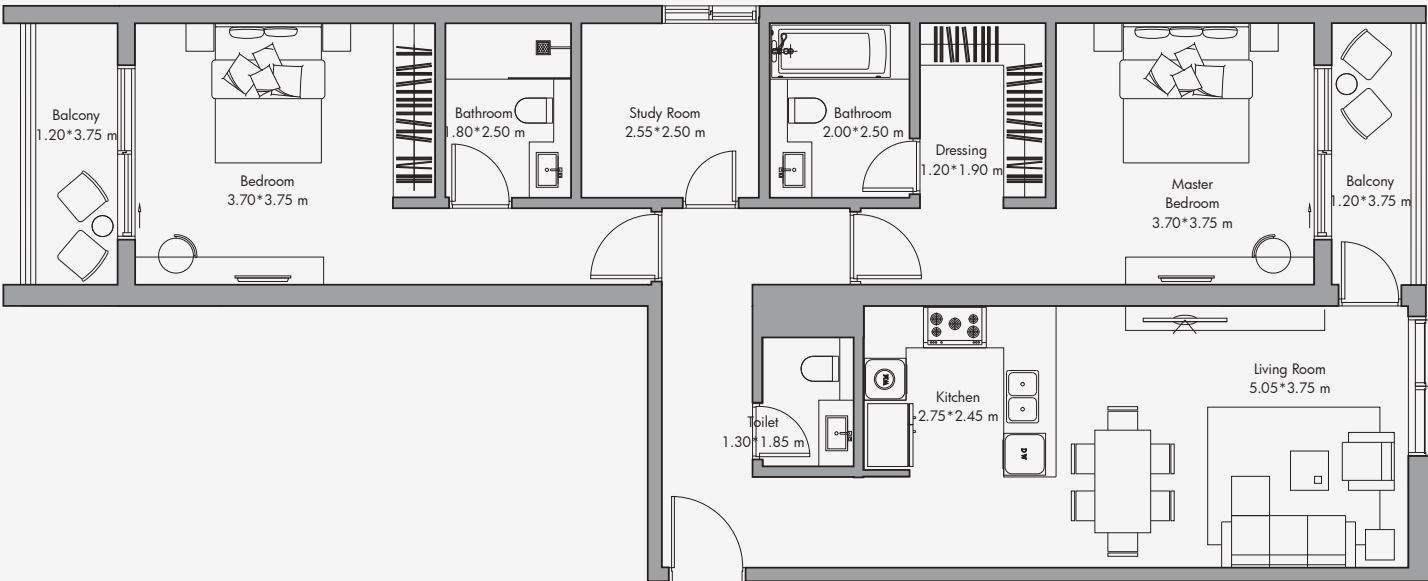 Balcony
1.20*3.75 m
Bedroom
3.70*3.75 m
Bathroom
1.80*2.50 m
Study Room
2.55*2.50 m
Bathroom
2.00*2.50 m
Dressing
1.20*1.90 m
Master
Bedroom
3.70*3.75 m
Balcony
1.20*3.75 m
Toilet
1.30*1.85 m
Kitchen
2.75*2.45 m
DW
Living Room
5.05*3.75 m